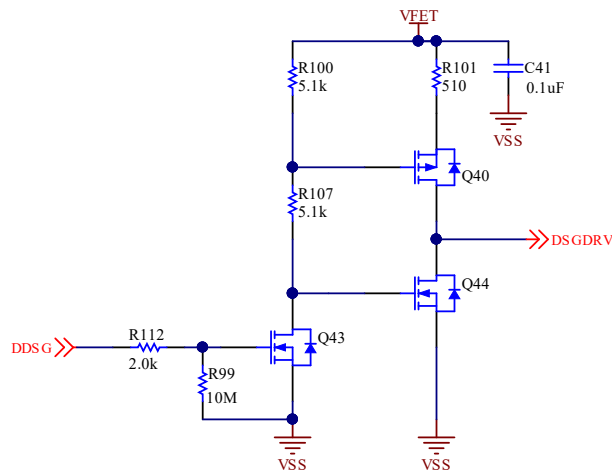 VFET
R100
5.1k
R101
510
C41
0.1uF
VSS
Q40
R107
5.1k
DSGDRV
Q44
DDSG
R112
2.0k
Q43
R99
10M
VSS
VSS